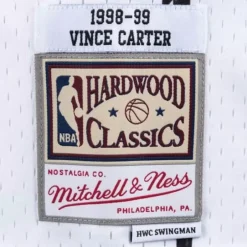 1998-99
VINCE CARTER
HARDWOOD
NBA
CLASSICS
NOSTALGIA CO.
Mitchell & Ness
PHILADELPHIA, PA.
HWC SWINGMAN